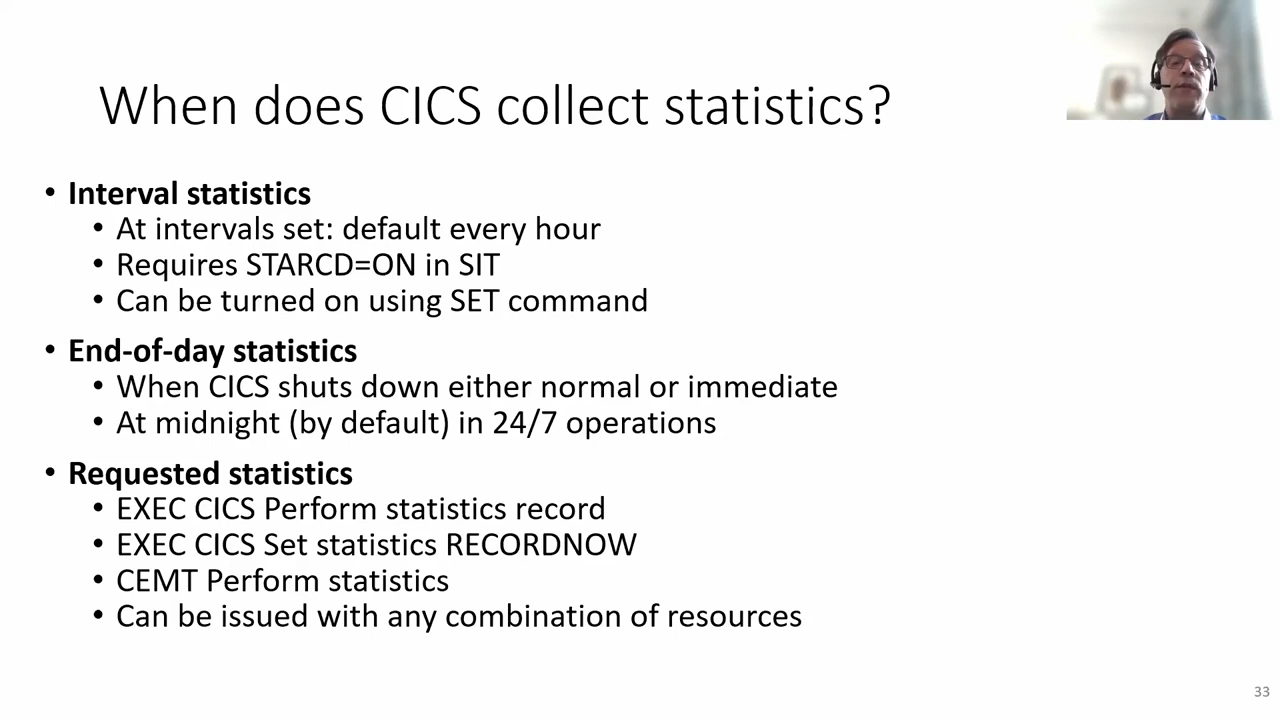 When does CICS collect statistics?
• Interval statistics
• At intervals set: default every hour
• Requires STARCD=ON in SIT
• Can be turned on using SET command
• End-of-day statistics
• When CICS shuts down either normal or immediate
• At midnight (by default) in 24/7 operations
• Requested statistics
• EXEC CICS Perform statistics record
• EXEC CICS Set statistics RECORDNOW
• CEMT Perform statistics
• Can be issued with any combination of resources
33